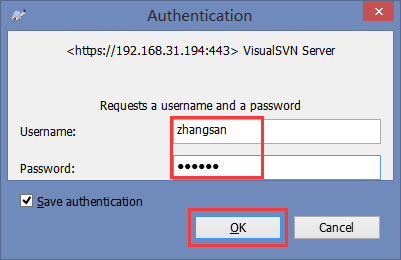 Authentication
<https://192.168.31.194:443> VisualSVN Server
Requests a username and a password
Username: zhangsan
Password: ●●●●●●
Save authentication
OK Cancel